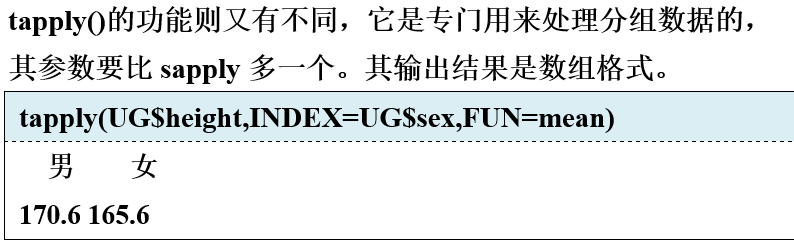 tapply()的功能则又有不同，它是专门用来处理分组数据的，
其参数要比 sapply 多一个。其输出结果是数组格式。
tapply(UG$height,INDEX=UG$sex,FUN=mean)
男 女
170.6 165.6